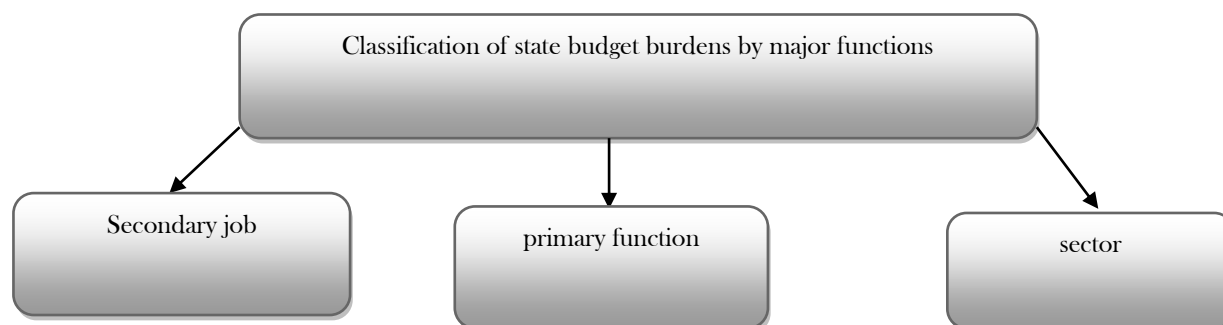 Classification of state budget burdens by major functions
Secondary job
primary function
sector